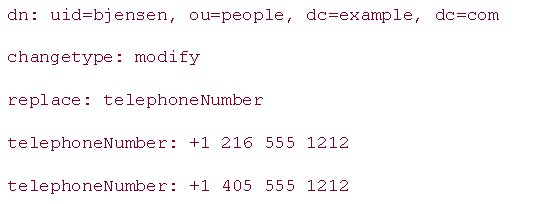 dn: uid=bjensen, ou=people, dc=example, dc=com
changetype: modify
replace: telephoneNumber
telephoneNumber: +1 216 555 1212
telephoneNumber: +1 405 555 1212